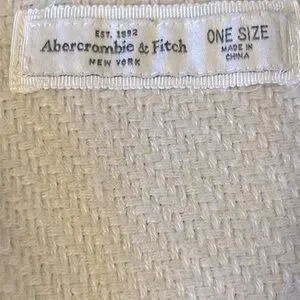 EST. 1892
Abercrombie & Fitch
NEW YORK
ONE SIZE
MADE IN
CHINA